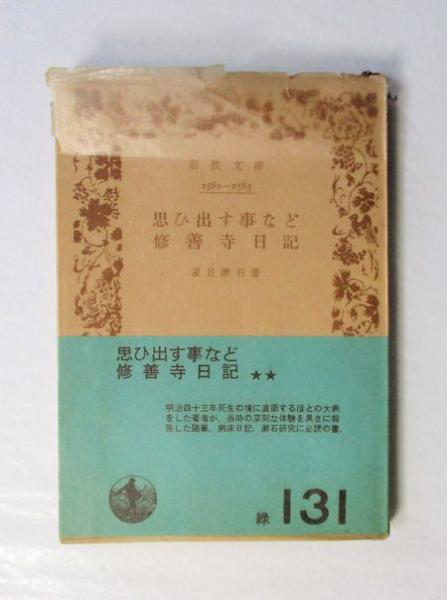 岩波文庫
2582—2583
思ひ出す事など
修善寺日記
夏目漱石著
思ひ出す事など
修善寺日記 ★★
明治四十三年死生の境に直面するほどの大病
をした著者が、当時の深刻な体験を具さに報
告した随筆、病床日記。漱石研究に必読の書.
緑 131